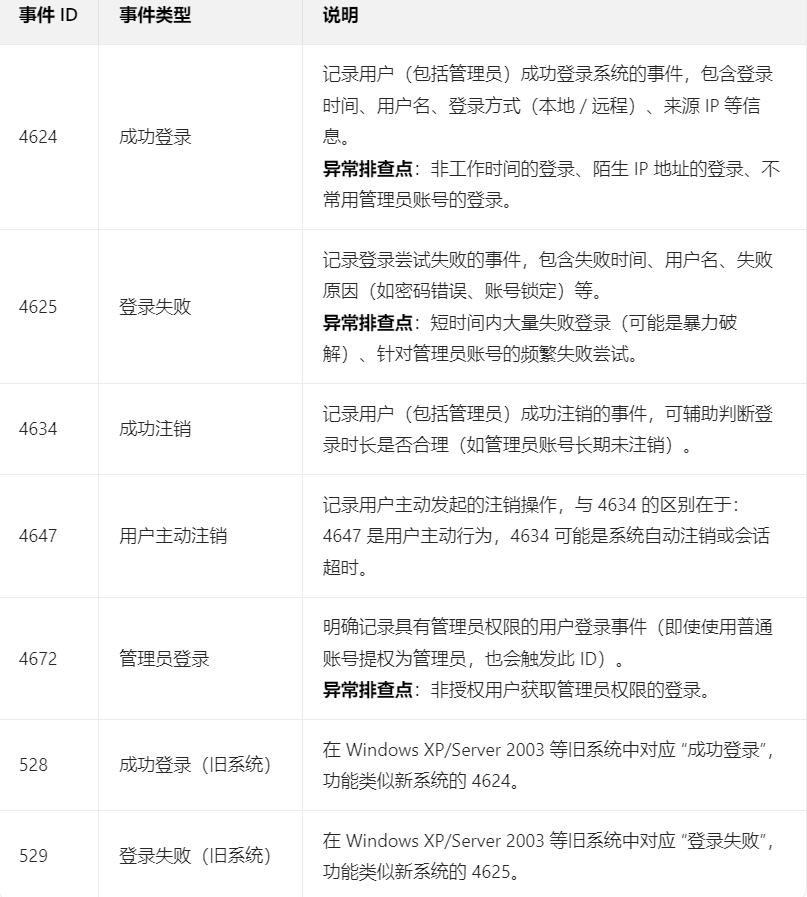 事件 ID 事件类型 说明
4624 成功登录
记录用户（包括管理员）成功登录系统的事件，包含登录
时间、用户名、登录方式（本地 / 远程）、来源 IP 等信
息。
异常排查点：非工作时间的登录、陌生 IP 地址的登录、不
常用管理员账号的登录。
4625 登录失败
记录登录尝试失败的事件，包含失败时间、用户名、失败
原因（如密码错误、账号锁定）等。
异常排查点：短时间内大量失败登录（可能是暴力破
解）、针对管理员账号的频繁失败尝试。
4634 成功注销
记录用户（包括管理员）成功注销的事件，可辅助判断登
录时长是否合理（如管理员账号长期未注销）。
4647 用户主动注销
记录用户主动发起的注销操作，与 4634 的区别在于：
4647 是用户主动行为，4634 可能是系统自动注销或会话
超时。
4672 管理员登录
明确记录具有管理员权限的用户登录事件（即使使用普通
账号提权为管理员，也会触发此 ID）。
异常排查点：非授权用户获取管理员权限的登录。
528 成功登录（旧系统）
在 Windows XP/Server 2003 等旧系统中对应 “成功登录”，
功能类似新系统的 4624。
529 登录失败（旧系统）
在 Windows XP/Server 2003 等旧系统中对应 “登录失败”，
功能类似新系统的 4625。